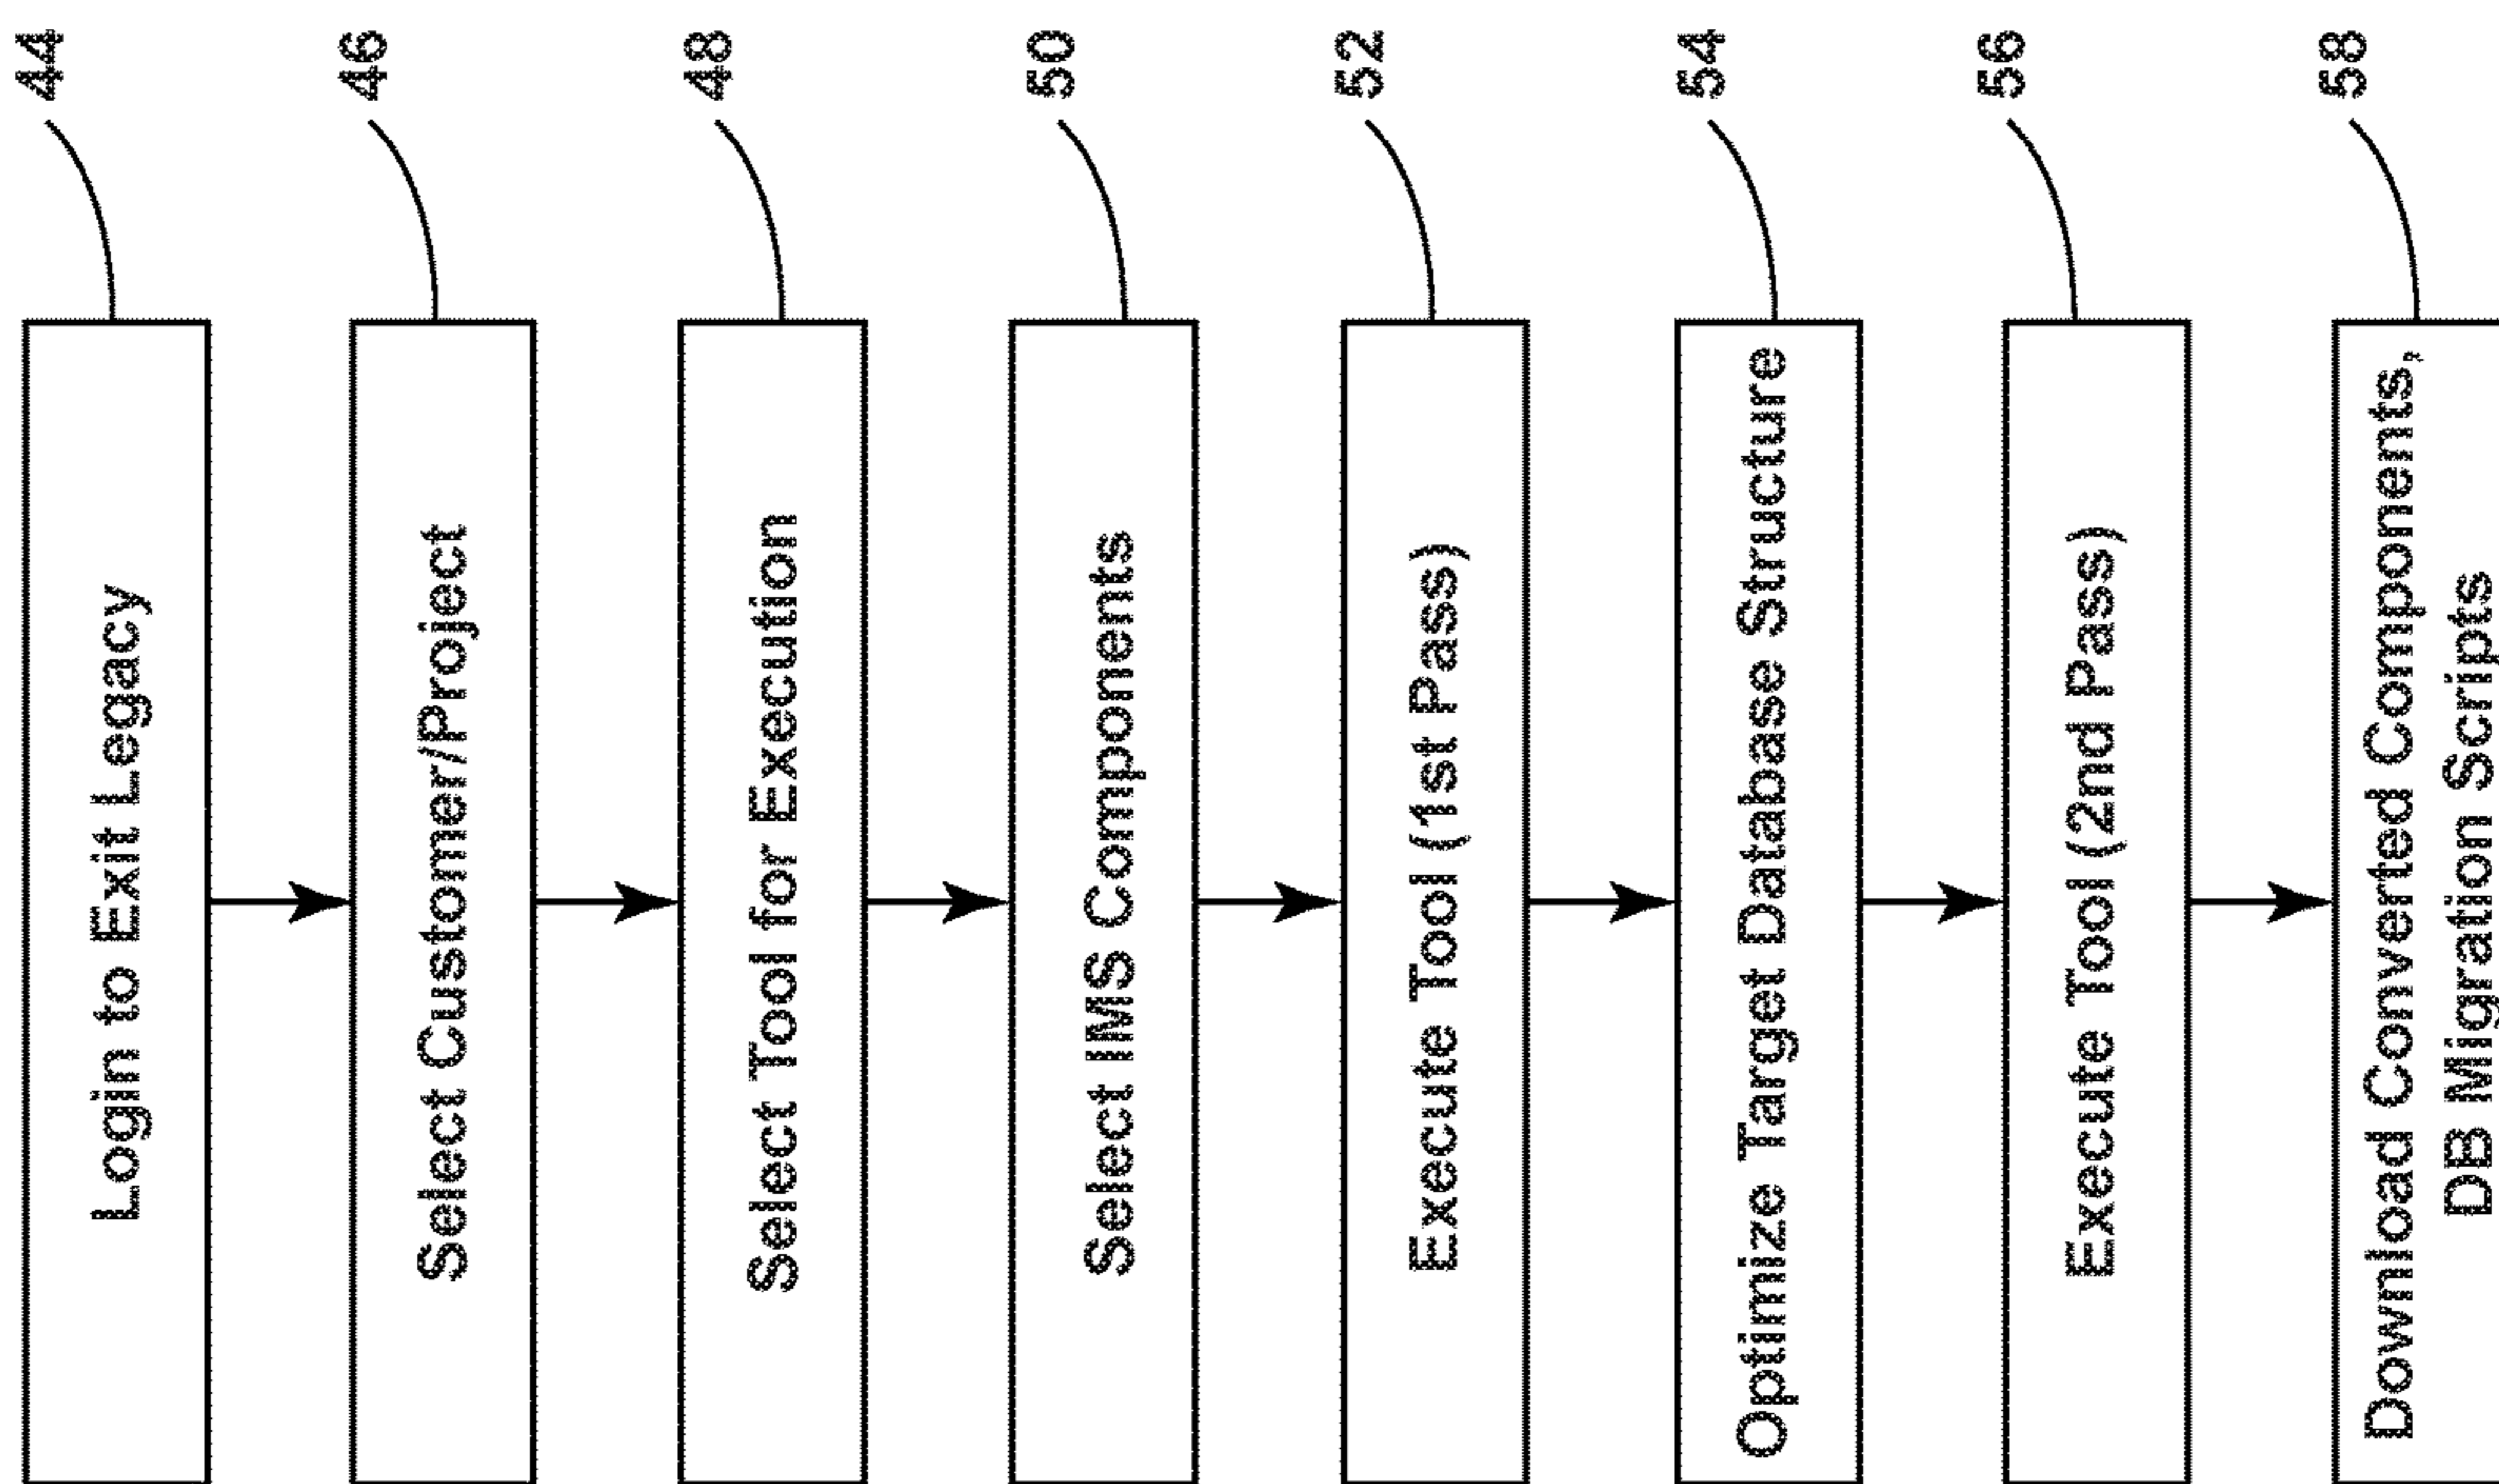 Login to Exit Legacy
44
Select Customer/Project
46
Select Tool for Execution
48
Select IMS Components
50
Execute Tool (1st Pass)
52
Optimize Target Database Structure
54
Execute Tool (2nd Pass)
56
Download Converted Components,
DB Migration Scripts
58